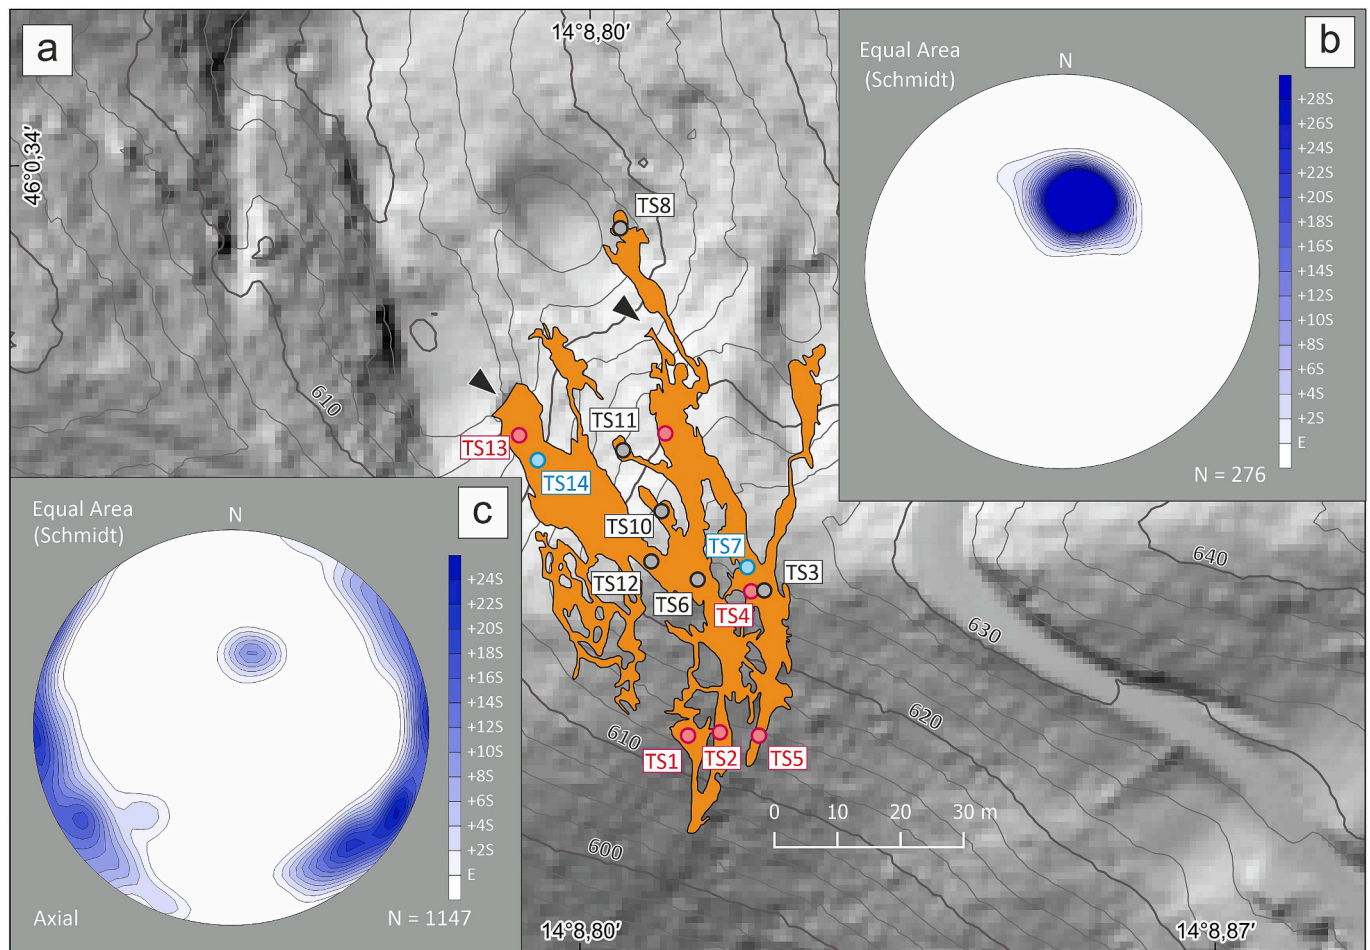 a
14°8,80′
46°0,34′
TS8
610
TS13
TS14
TS11
TS10
TS12
TS6
TS7
TS3
TS4
TS1
TS2
TS5
640
630
620
610
600
0 10 20 30 m
14°8,80′
14°8,87′
b
Equal Area
(Schmidt)
N
+28S
+26S
+24S
+22S
+20S
+18S
+16S
+14S
+12S
+10S
+8S
+6S
+4S
+2S
E
N = 276
c
Equal Area
(Schmidt)
N
+24S
+22S
+20S
+18S
+16S
+14S
+12S
+10S
+8S
+6S
+4S
+2S
E
Axial
N = 1147